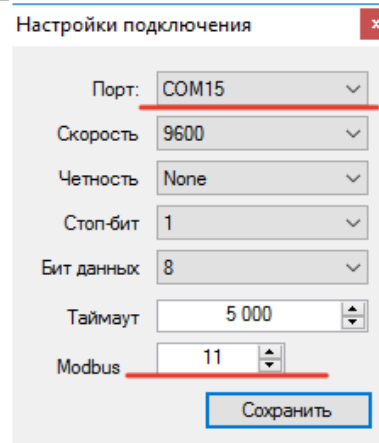 Настройки подключения
Порт: COM15
Скорость 9600
Четность None
Стоп-бит 1
Бит данных 8
Таймаут 5 000
Modbus 11
Сохранить